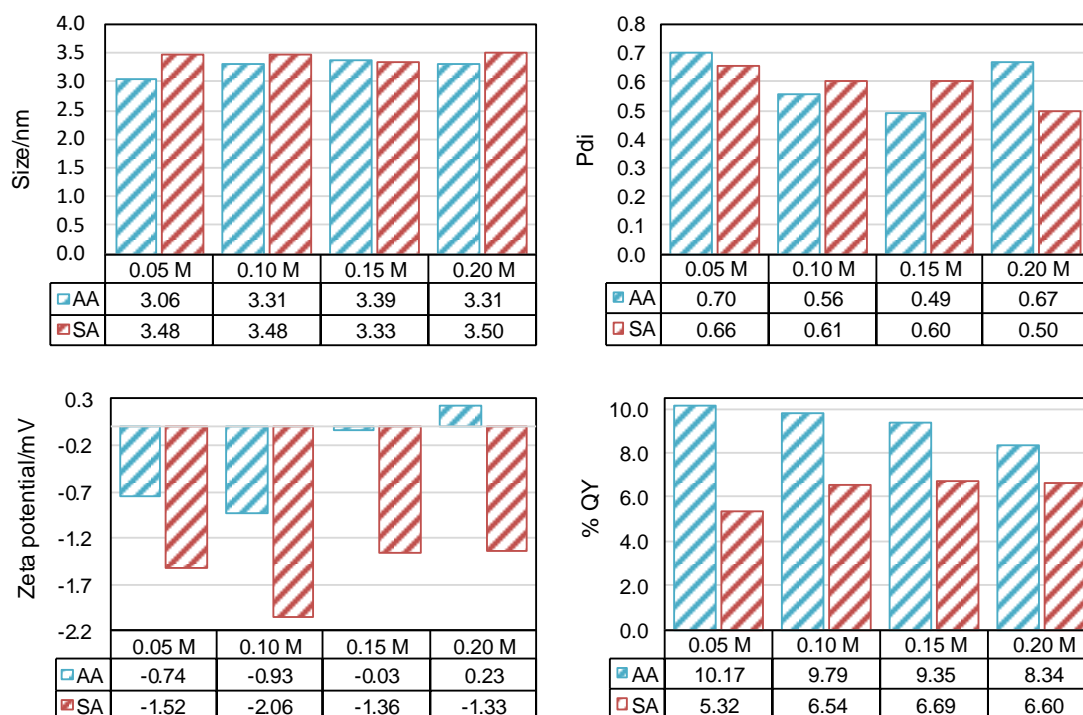 Size/nm
4.0
3.5
3.0
2.5
2.0
1.5
1.0
0.5
0.0
0.05 M 0.10 M 0.15 M 0.20 M
AA 3.06 3.31 3.39 3.31
SA 3.48 3.48 3.33 3.50
Pdi
0.8
0.7
0.6
0.5
0.4
0.3
0.2
0.1
0.0
0.05 M 0.10 M 0.15 M 0.20 M
AA 0.70 0.56 0.49 0.67
SA 0.66 0.61 0.60 0.50
Zeta potential/mV
0.3
-0.2
-0.7
-1.2
-1.7
-2.2
0.05 M 0.10 M 0.15 M 0.20 M
AA -0.74 -0.93 -0.03 0.23
SA -1.52 -2.06 -1.36 -1.33
% QY
10.0
8.0
6.0
4.0
2.0
0.0
0.05 M 0.10 M 0.15 M 0.20 M
AA 10.17 9.79 9.35 8.34
SA 5.32 6.54 6.69 6.60